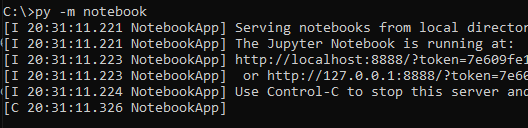 C:\>py -m notebook
[I 20:31:11.221 NotebookApp] Serving notebooks from local
[I 20:31:11.221 NotebookApp] The Jupyter Notebook is running at:
[I 20:31:11.223 NotebookApp] http://localhost:8888/?token=7e609fe1
[I 20:31:11.223 NotebookApp]  or http://127.0.0.1:8888/?token=7e60
[I 20:31:11.224 NotebookApp] Use Control-C to stop this server and
[C 20:31:11.326 NotebookApp]